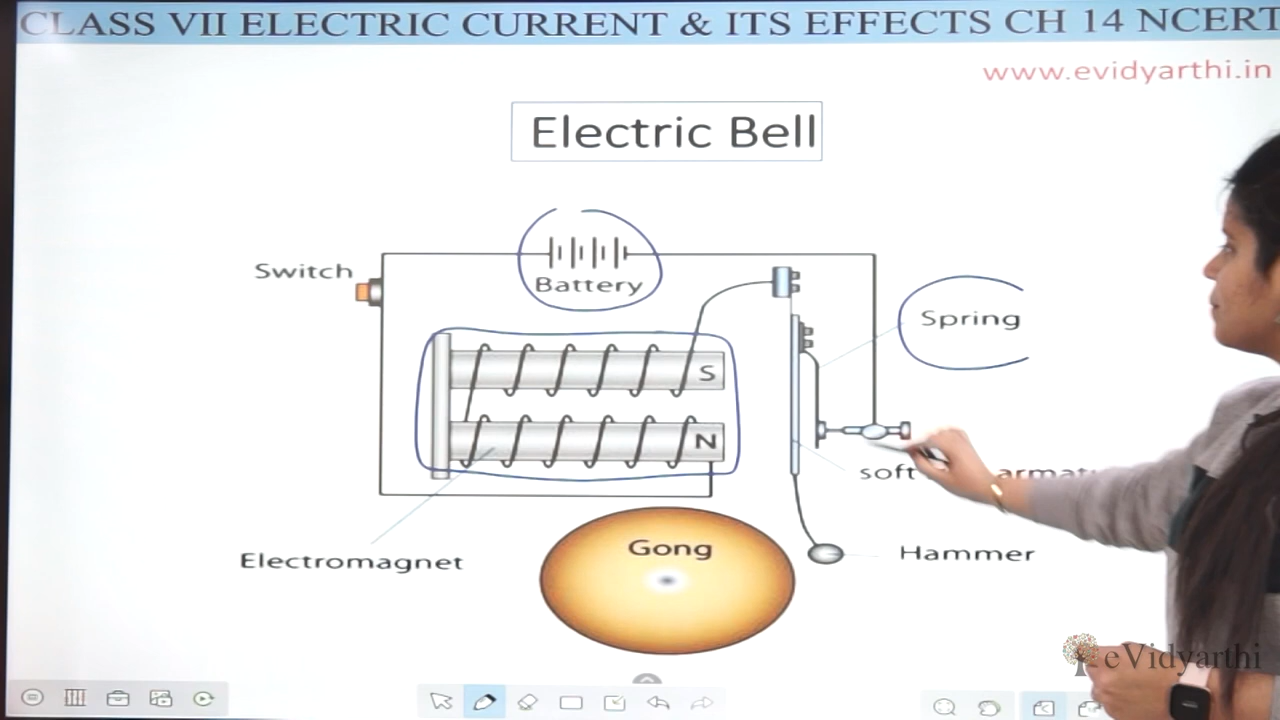 CLASS VII ELECTRIC CURRENT & ITS EFFECTS CH 14 NCERT
www.evidyarthi.in
Electric Bell
Switch
Battery
Spring
S
N
soft
Electromagnet
Gong
Hammer
eVidyarthi